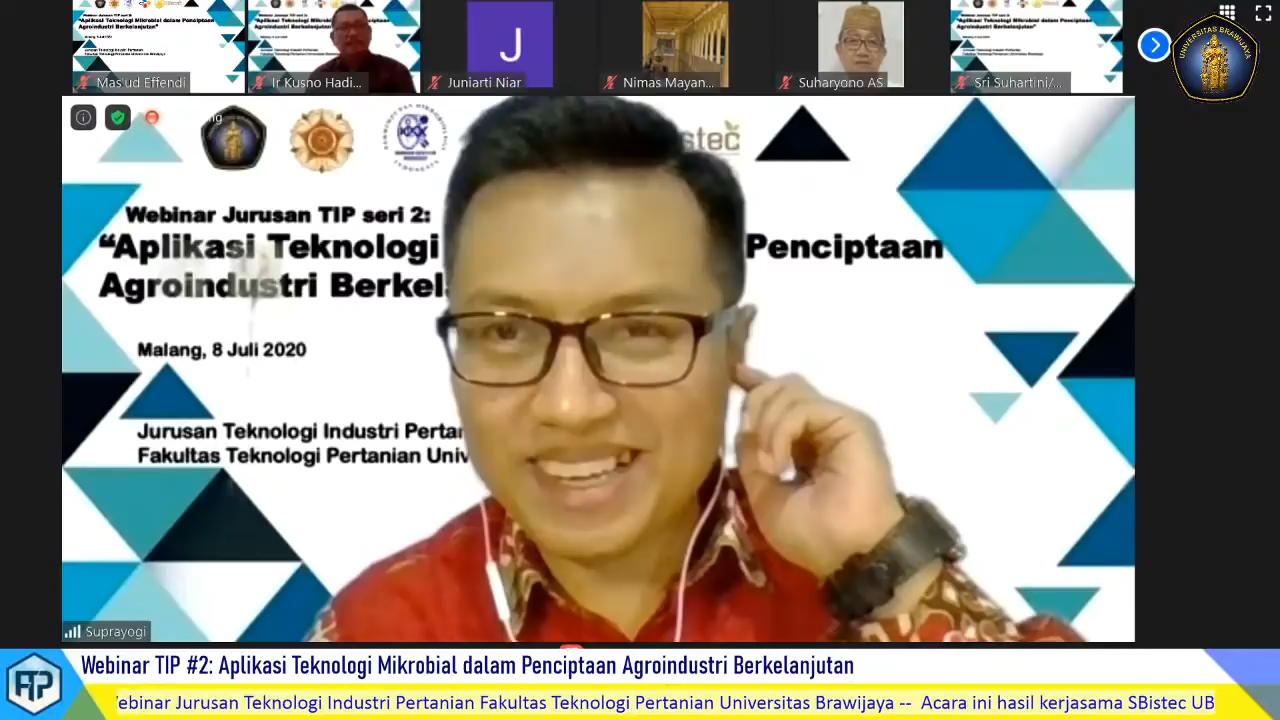 Mas'ud Effendi
Ir Kusno Hadi...
J
Juniarti Niar
Nimas Mayan...
Suharyono AS
Sri Suhartini/...
stec
Webinar Jurusan TIP seri 2:
"Aplikasi Teknologi Penciptaan
Agroindustri Berkel
Malang, 8 Juli 2020
Jurusan Teknologi Industri Pertan
Fakultas Teknologi Pertanian Univ
Suprayogi
Webinar TIP #2: Aplikasi Teknologi Mikrobial dalam Penciptaan Agroindustri Berkelanjutan
ebinar Jurusan Teknologi Industri Pertanian Fakultas Teknologi Pertanian Universitas Brawijaya -- Acara ini hasil kerjasama SBistec UB